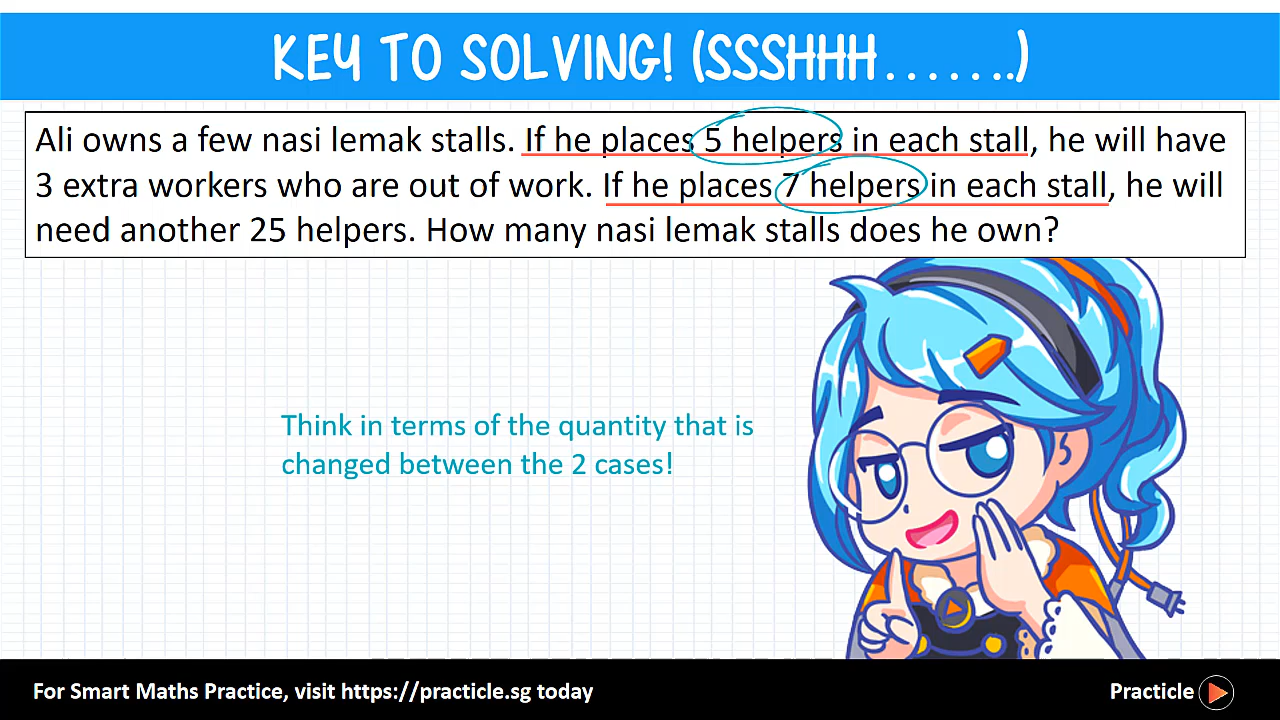 KEY TO SOLVING! (SSSHHH.......)
Ali owns a few nasi lemak stalls. If he places 5 helpers in each stall, he will have
3 extra workers who are out of work. If he places 7 helpers in each stall, he will
need another 25 helpers. How many nasi lemak stalls does he own?
Think in terms of the quantity that is
changed between the 2 cases!
For Smart Maths Practice, visit https://practicle.sg today
Practicle